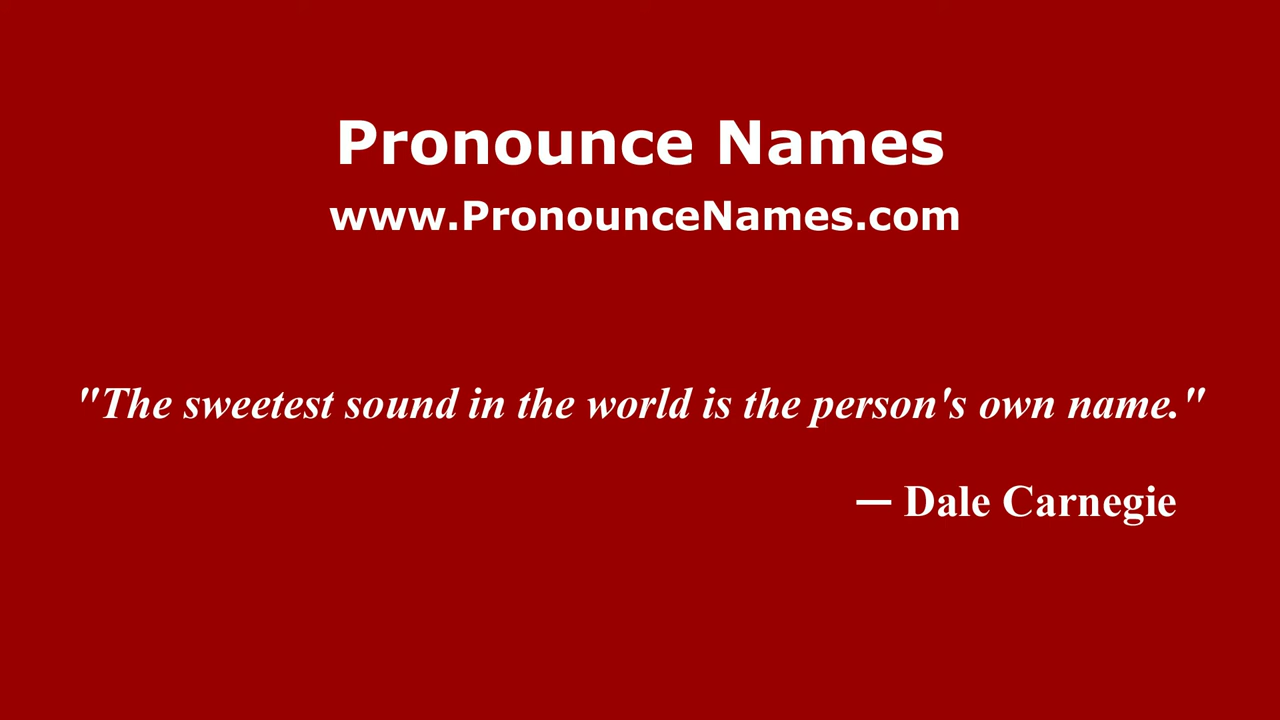 Pronounce Names
www.PronounceNames.com
"The sweetest sound in the world is the person's own name."
— Dale Carnegie